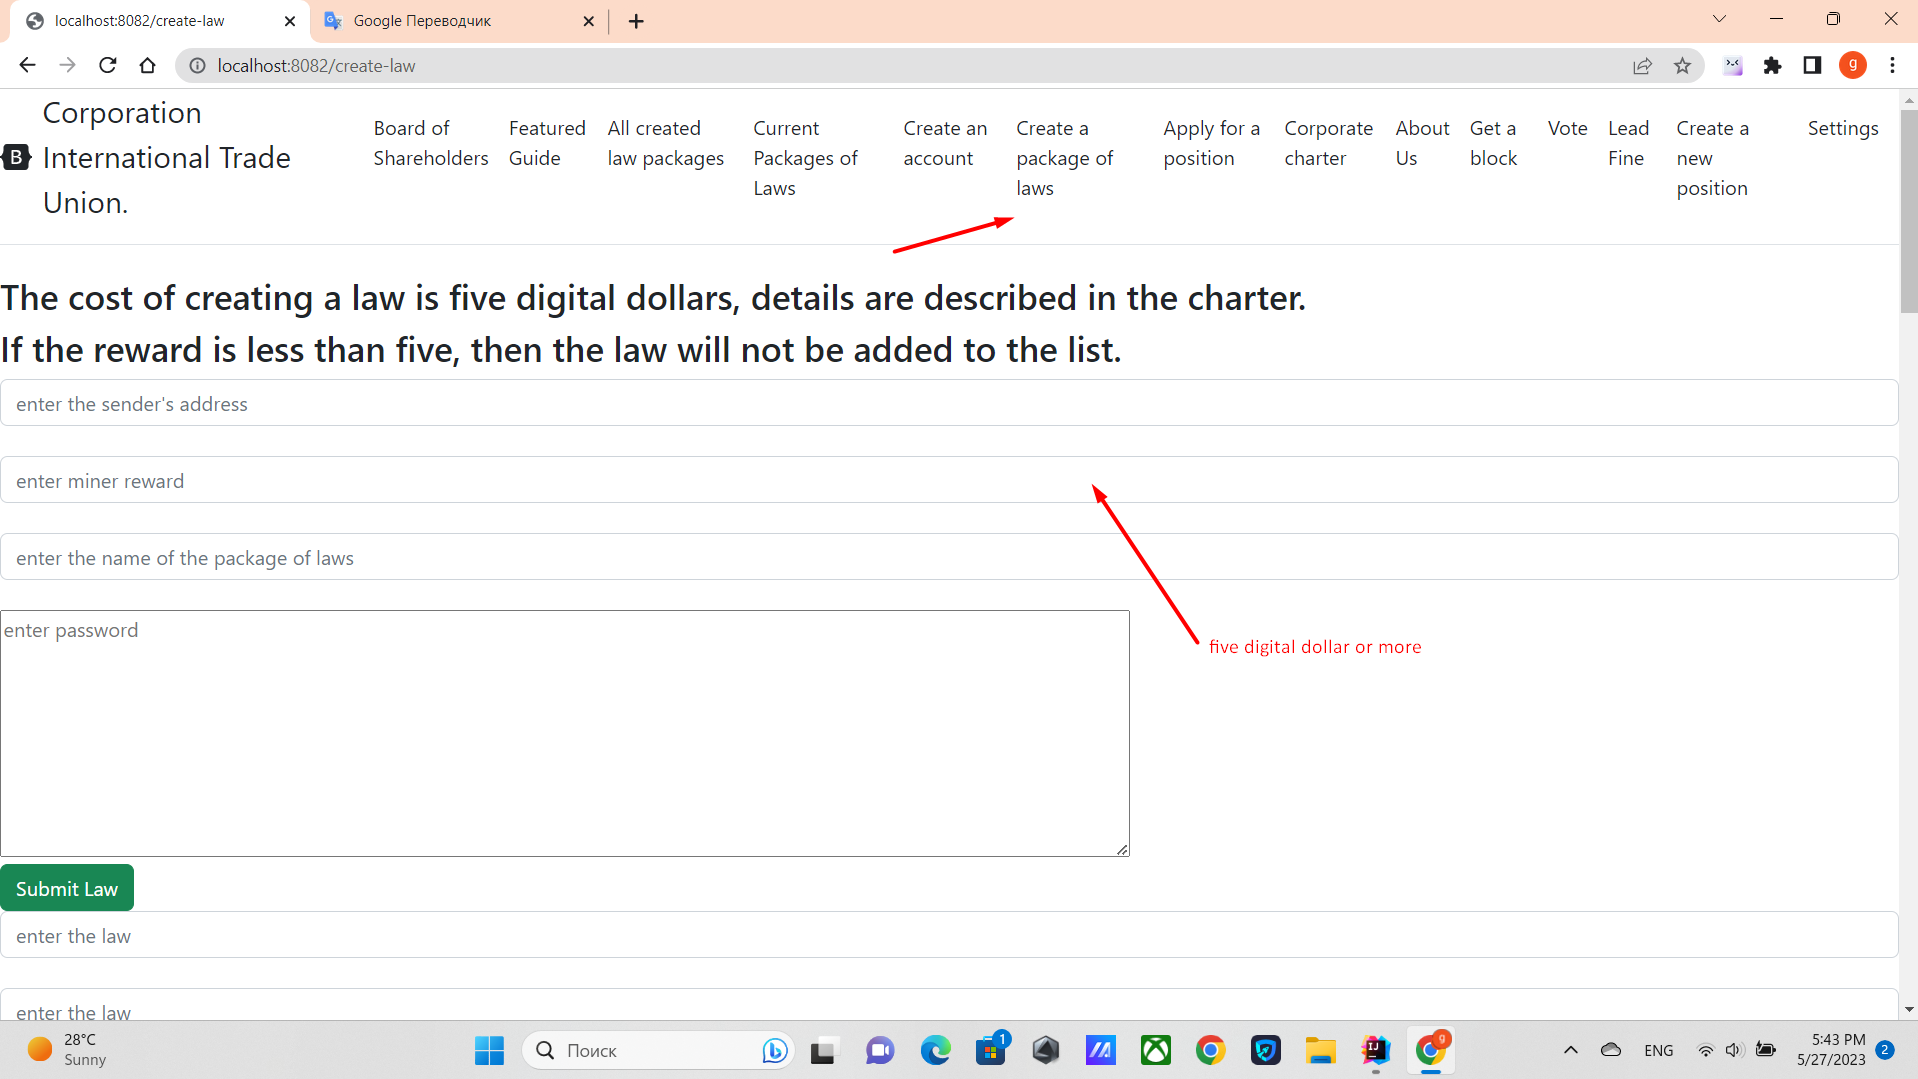 localhost:8082/create-law
Google Переводчик
localhost:8082/create-law
g
B
Corporation
International Trade
Union.
Board of
Shareholders
Featured
Guide
All created
law packages
Current
Packages of
Laws
Create an
account
Create a
package of
laws
Apply for a
position
Corporate
charter
About
Us
Get a
block
Vote
Lead
Fine
Create a
new
position
Settings
The cost of creating a law is five digital dollars, details are described in the charter.
If the reward is less than five, then the law will not be added to the list.
enter the sender's address
enter miner reward
enter the name of the package of laws
enter password
five digital dollar or more
Submit Law
enter the law
enter the law
28°C
Sunny
Поиск
1
IJ
g
ENG
5:43 PM
5/27/2023
2